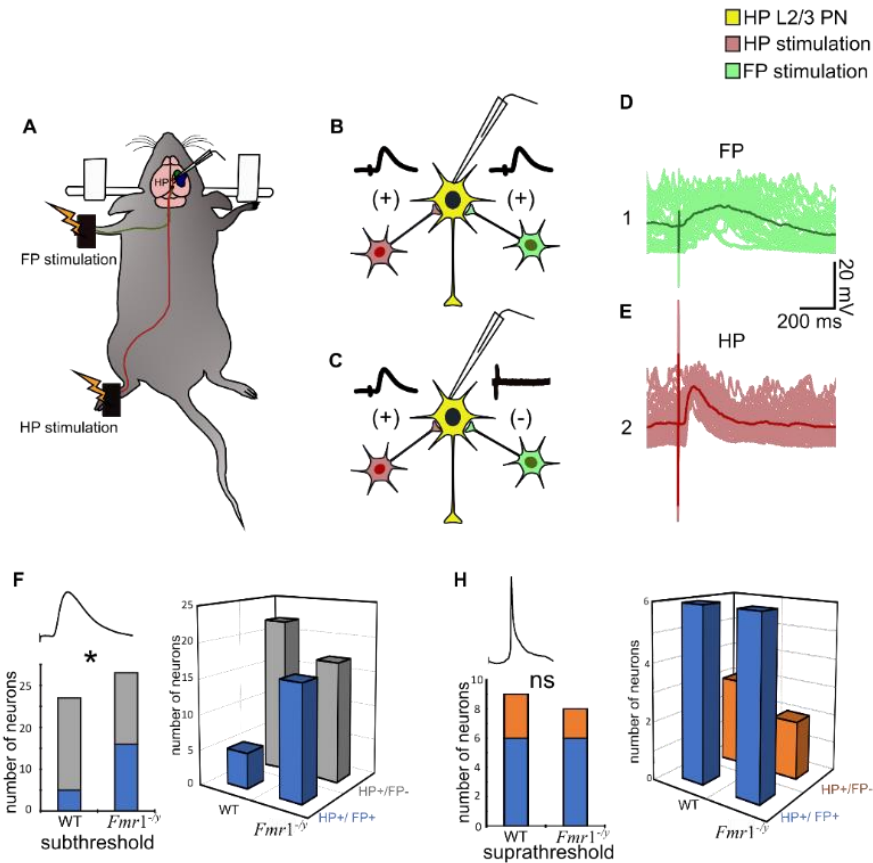 HP L2/3 PN
HP stimulation
FP stimulation
A
HP
FP stimulation
HP stimulation
B
(+)
(+)
C
(+)
(-)
D
FP
1
20 mV
200 ms
E
HP
2
F
*
number of neurons
25
25
15
5
0
WT
Fmr1-/y
subthreshold
number of neurons
25
20
15
10
5
0
WT
Fmr1-/y
HP+/FP-
HP+/ FP+
H
ns
number of neurons
10
8
6
4
2
0
WT
Fmr1-/y
suprathreshold
number of neurons
6
4
2
0
WT
Fmr1-/y
HP+/FP-
HP+/ FP+